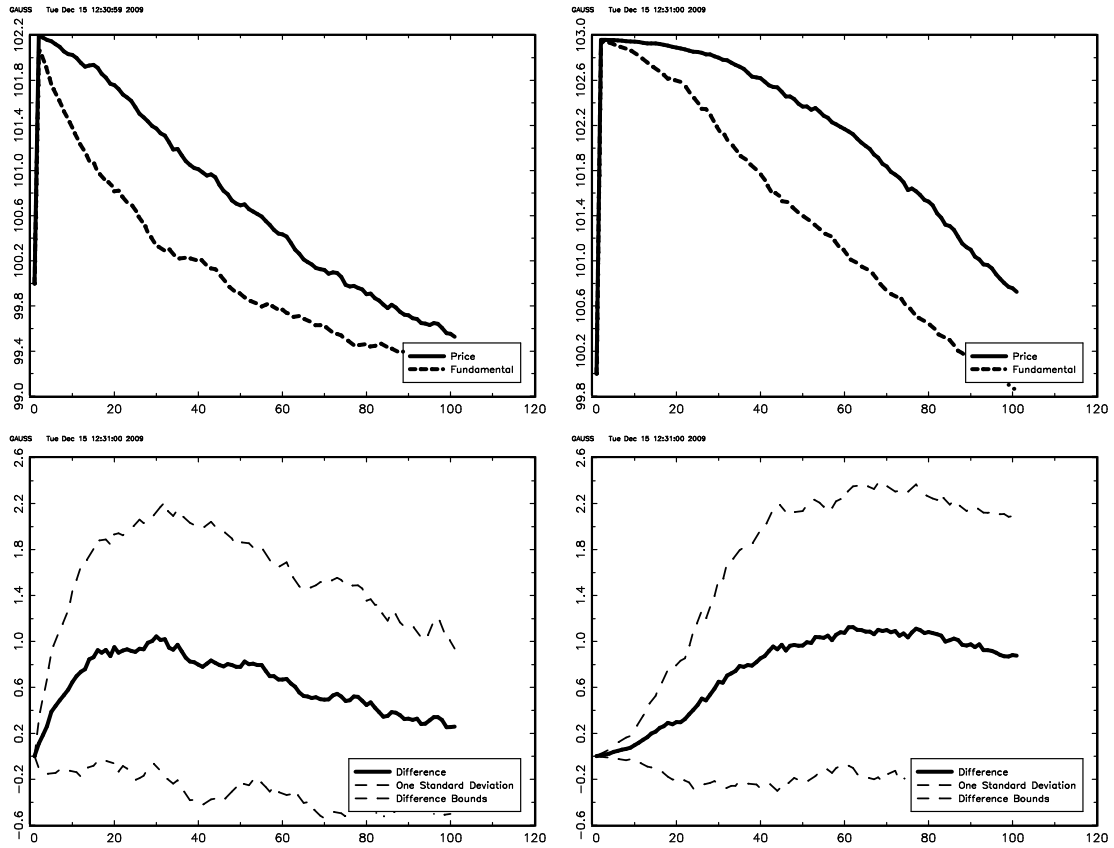 GAUSS Tue Dec 15 12:30:59 2009
102.2
101.8
101.4
101.0
100.6
100.2
99.8
99.4
99.0
Price
Fundamental
0 20 40 60 80 100 120
GAUSS Tue Dec 15 12:31:00 2009
103.0
102.6
102.2
101.8
101.4
101.0
100.6
100.2
99.8
Price
Fundamental
0 20 40 60 80 100 120
GAUSS Tue Dec 15 12:31:00 2009
2.6
2.2
1.8
1.4
1.0
0.6
0.2
−0.2
−0.6
Difference
One Standard Deviation
Difference Bounds
0 20 40 60 80 100 120
GAUSS Tue Dec 15 12:31:00 2009
2.6
2.2
1.8
1.4
1.0
0.6
0.2
−0.2
−0.6
Difference
One Standard Deviation
Difference Bounds
0 20 40 60 80 100 120